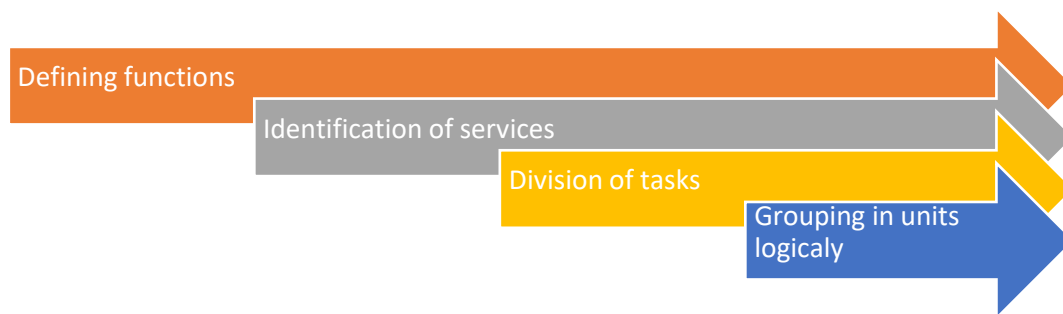 Defining functions
Identification of services
Division of tasks
Grouping in units
logicaly